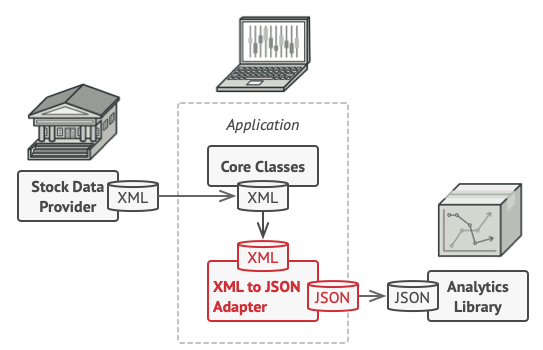 Application
Stock Data
Provider
XML
Core Classes
XML
XML
XML to JSON
Adapter
JSON
JSON
Analytics
Library